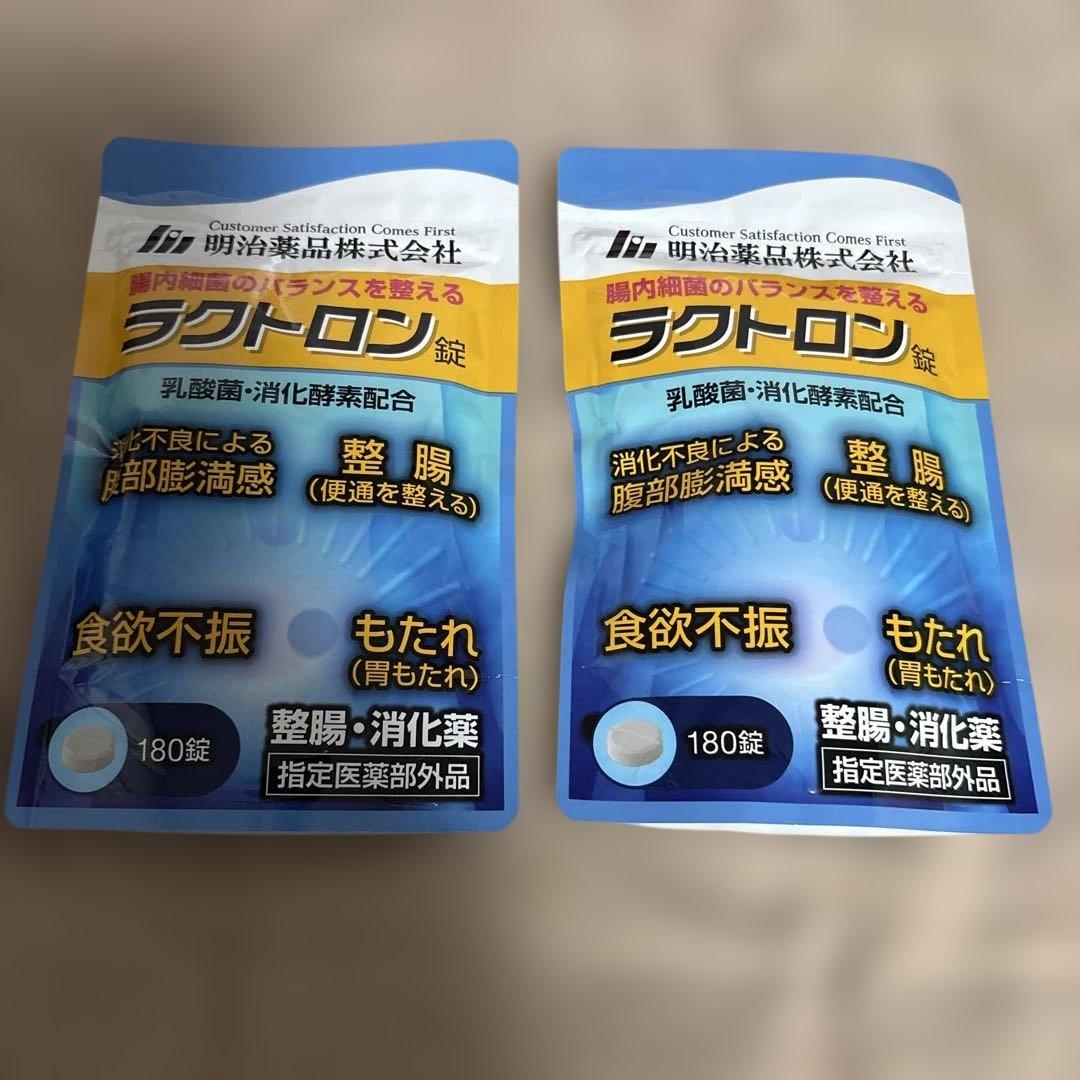 Customer Satisfaction Comes First
明治薬品株式会社
腸内細菌のバランスを整える
ラクトロン錠
乳酸菌・消化酵素配合
消化不良による
腹部膨満感
整腸
(便通を整える)
食欲不振
もたれ
(胃もたれ)
180錠
整腸・消化薬
指定医薬部外品
Customer Satisfaction Comes First
明治薬品株式会社
腸内細菌のバランスを整える
ラクトロン錠
乳酸菌・消化酵素配合
消化不良による
腹部膨満感
整腸
(便通を整える)
食欲不振
もたれ
(胃もたれ)
180錠
整腸・消化薬
指定医薬部外品